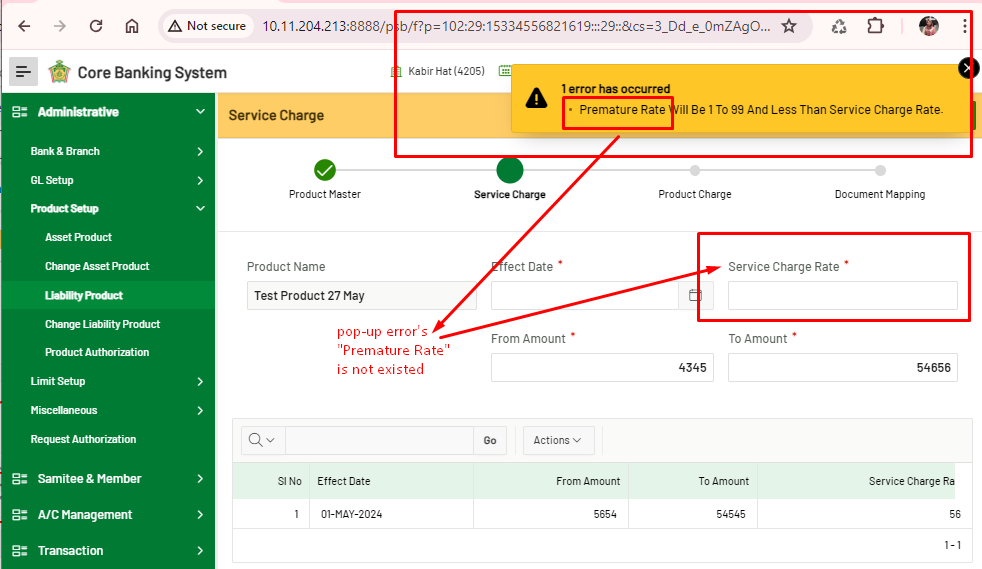 Not secure
10.11.204.213:8888/psb/f?p=102:29:15334556821619:::29::&cs=3_Dd_e_0mZAgO...
Core Banking System
Kabir Hat (4205)
1 error has occurred
• Premature Rate Will Be 1 To 99 And Less Than Service Charge Rate.
Administrative
Bank & Branch
GL Setup
Product Setup
Asset Product
Change Asset Product
Liability Product
Change Liability Product
Product Authorization
Limit Setup
Miscellaneous
Request Authorization
Samitee & Member
A/C Management
Transaction
Service Charge
Product Master
Service Charge
Product Charge
Document Mapping
Product Name
Effect Date *
Service Charge Rate *
Test Product 27 May
pop-up error's
"Premature Rate"
is not existed
From Amount *
To Amount *
4345
54656
Go
Actions
Sl No Effect Date From Amount To Amount Service Charge Ra
1 01-MAY-2024 5654 54545 56
1 - 1